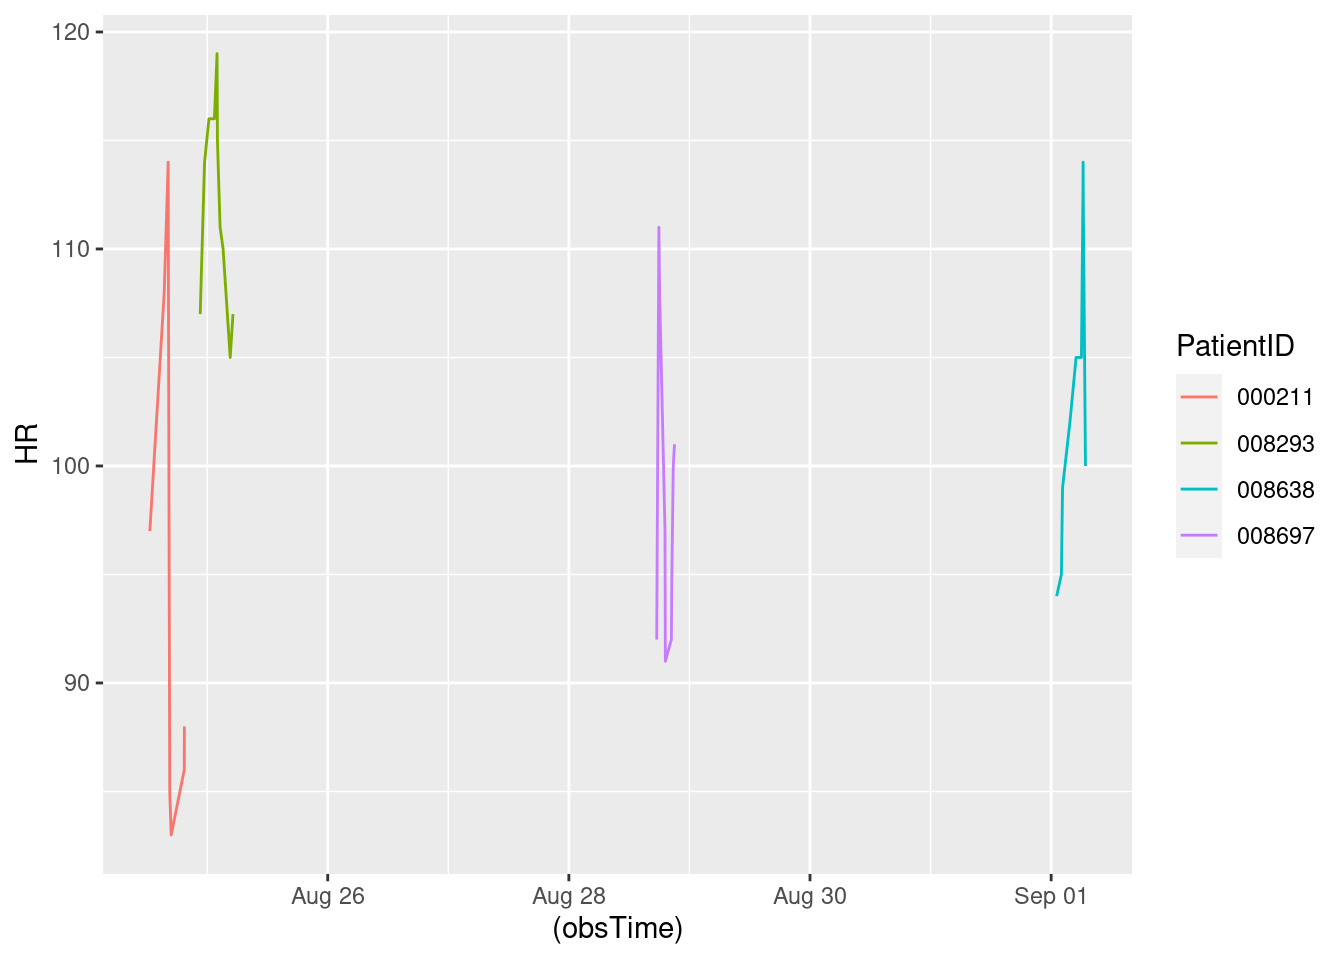 120
110
100
90
HR
Aug 26
Aug 28
Aug 30
Sep 01
(obsTime)
PatientID
000211
008293
008638
008697